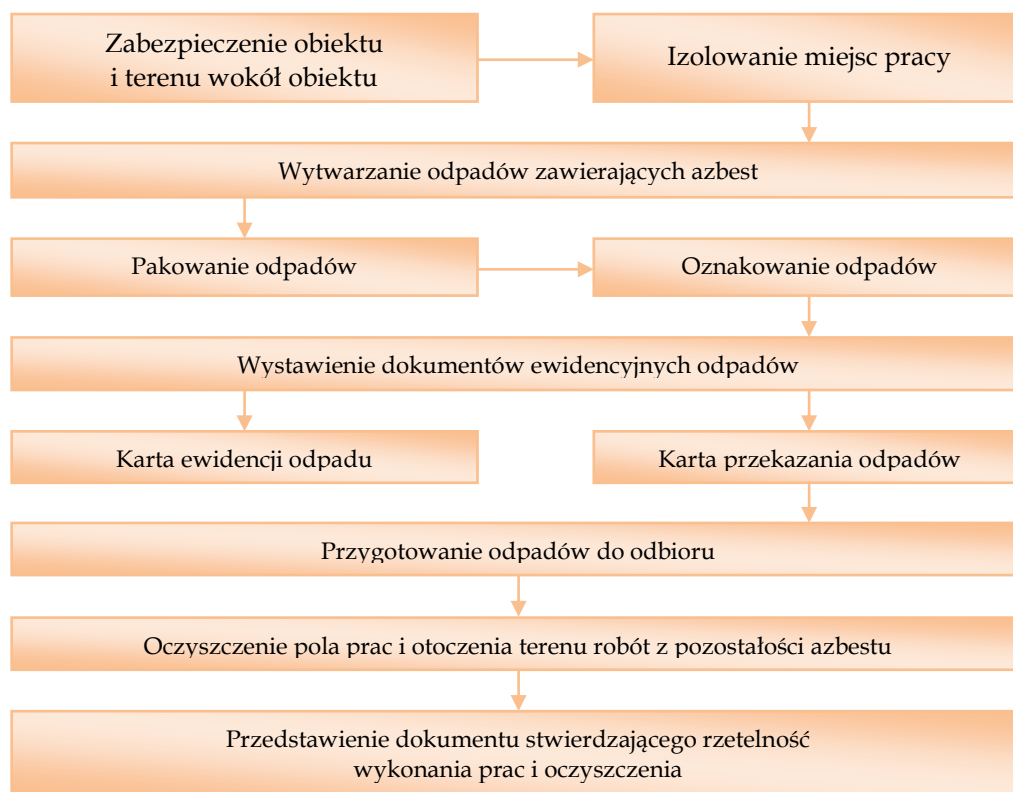 Zabezpieczenie obiektu
i terenu wokół obiektu
Izolowanie miejsc pracy
Wytwarzanie odpadów zawierających azbest
Pakowanie odpadów
Oznakowanie odpadów
Wystawienie dokumentów ewidencyjnych odpadów
Karta ewidencji odpadu
Karta przekazania odpadów
Przygotowanie odpadów do odbioru
Oczyszczenie pola prac i otoczenia terenu robót z pozostałości azbestu
Przedstawienie dokumentu stwierdzającego rzetelność
wykonania prac i oczyszczenia